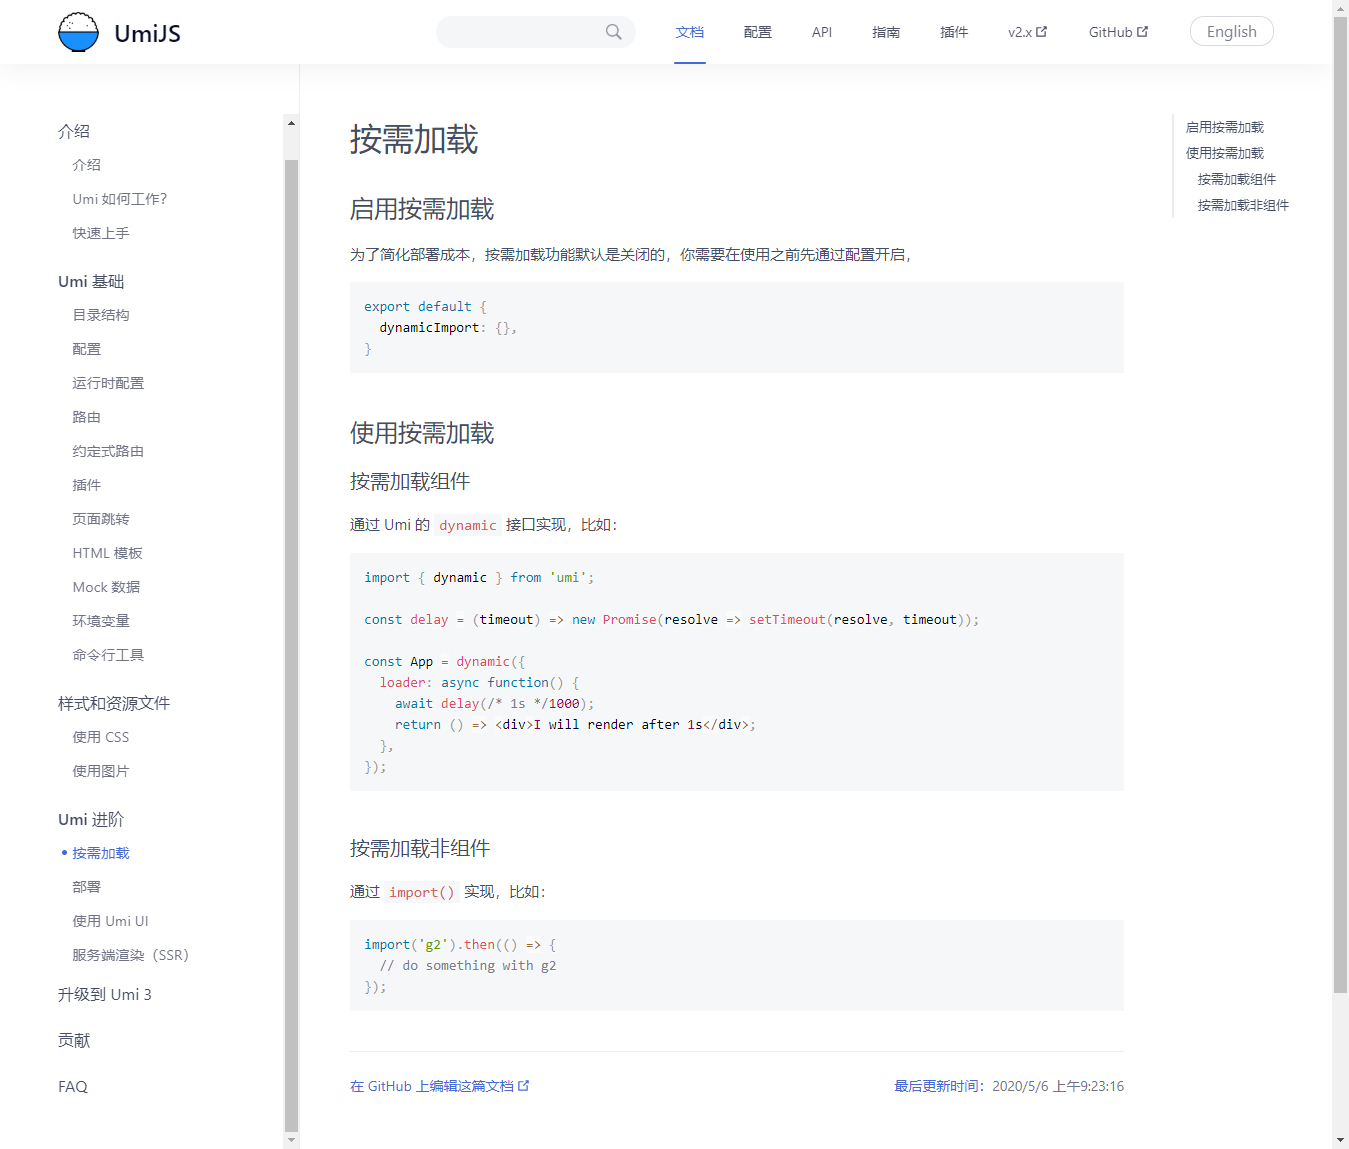 UmiJS
文档
配置
API
指南
插件
v2.x
GitHub
English
介绍
介绍
Umi 如何工作?
快速上手
Umi 基础
目录结构
配置
运行时配置
路由
约定式路由
插件
页面跳转
HTML 模板
Mock 数据
环境变量
命令行工具
样式和资源文件
使用 CSS
使用图片
Umi 进阶
按需加载
部署
使用 Umi UI
服务端渲染（SSR）
升级到 Umi 3
贡献
FAQ
按需加载
启用按需加载
为了简化部署成本，按需加载功能默认是关闭的，你需要在使用之前先通过配置开启，
export default {
  dynamicImport: {},
}
使用按需加载
按需加载组件
通过 Umi 的 dynamic 接口实现，比如：
import { dynamic } from 'umi';
const delay = (timeout) => new Promise(resolve => setTimeout(resolve, timeout));
const App = dynamic({
  loader: async function() {
    await delay(/* 1s */1000);
    return () => <div>I will render after 1s</div>;
  },
});
按需加载非组件
通过 import() 实现，比如：
import('g2').then(() => {
  // do something with g2
});
在 GitHub 上编辑这篇文档
最后更新时间：2020/5/6 上午9:23:16
启用按需加载
使用按需加载
按需加载组件
按需加载非组件